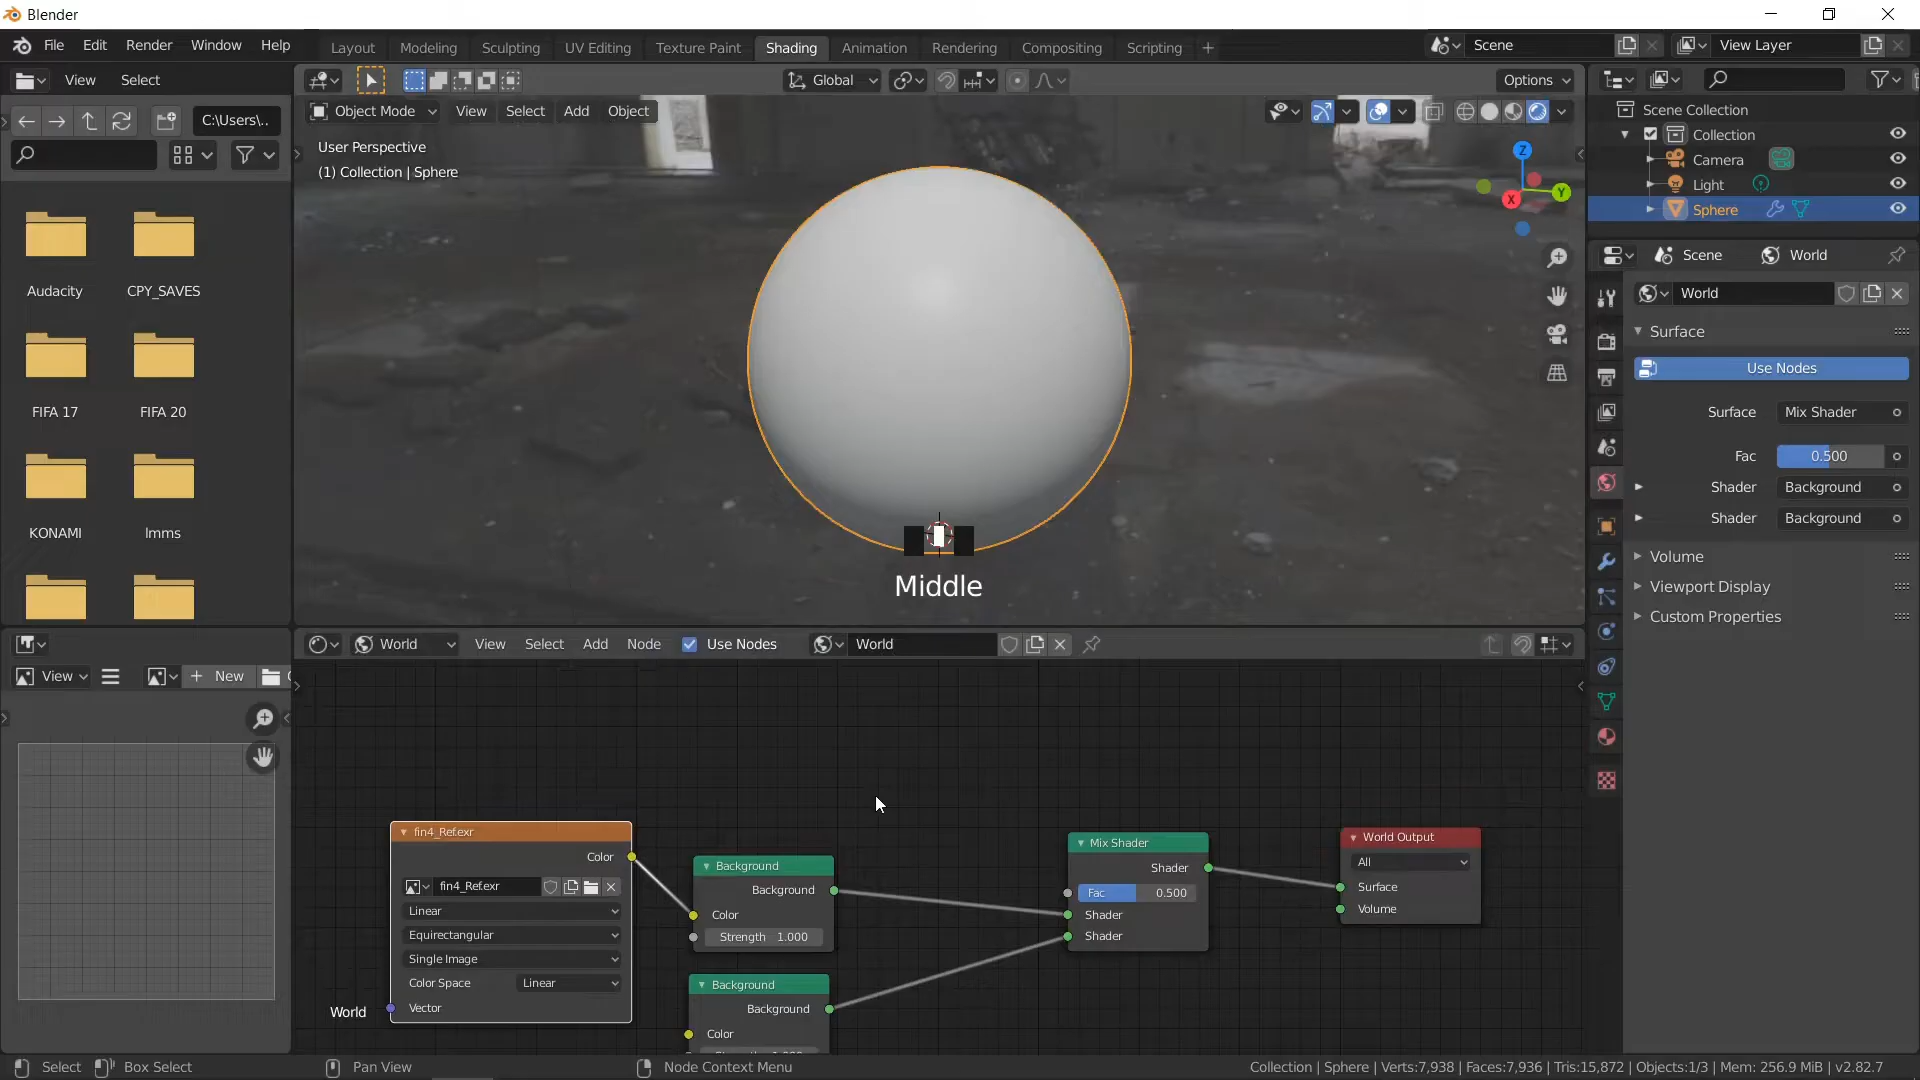 Blender
File Edit Render Window Help Layout Modeling Sculpting UV Editing Texture Paint Shading Animation Rendering Compositing Scripting + Scene View Layer
View Select Global Options
C:\Users\.. Object Mode View Select Add Object Scene Collection
Collection
User Perspective
(1) Collection | Sphere
Camera
Light
Sphere
Z
Y
X
Scene World
World
Surface
Use Nodes
Surface Mix Shader
Fac 0.500
Shader Background
Shader Background
Volume
Viewport Display
Custom Properties
Audacity CPY_SAVES
FIFA 17 FIFA 20
KONAMI lmms
Middle
World View Select Add Node Use Nodes World
View + New
fin4_Ref.exr
Color
fin4_Ref.exr
Linear
Equirectangular
Single Image
Color Space Linear
Vector
World
Background
Background
Color
Strength 1.000
Background
Background
Color
Mix Shader
Shader
Fac 0.500
Shader
Shader
World Output
All
Surface
Volume
Select Box Select Pan View Node Context Menu Collection | Sphere | Verts:7,938 | Faces:7,936 | Tris:15,872 | Objects:1/3 | Mem: 256.9 MiB | v2.82.7